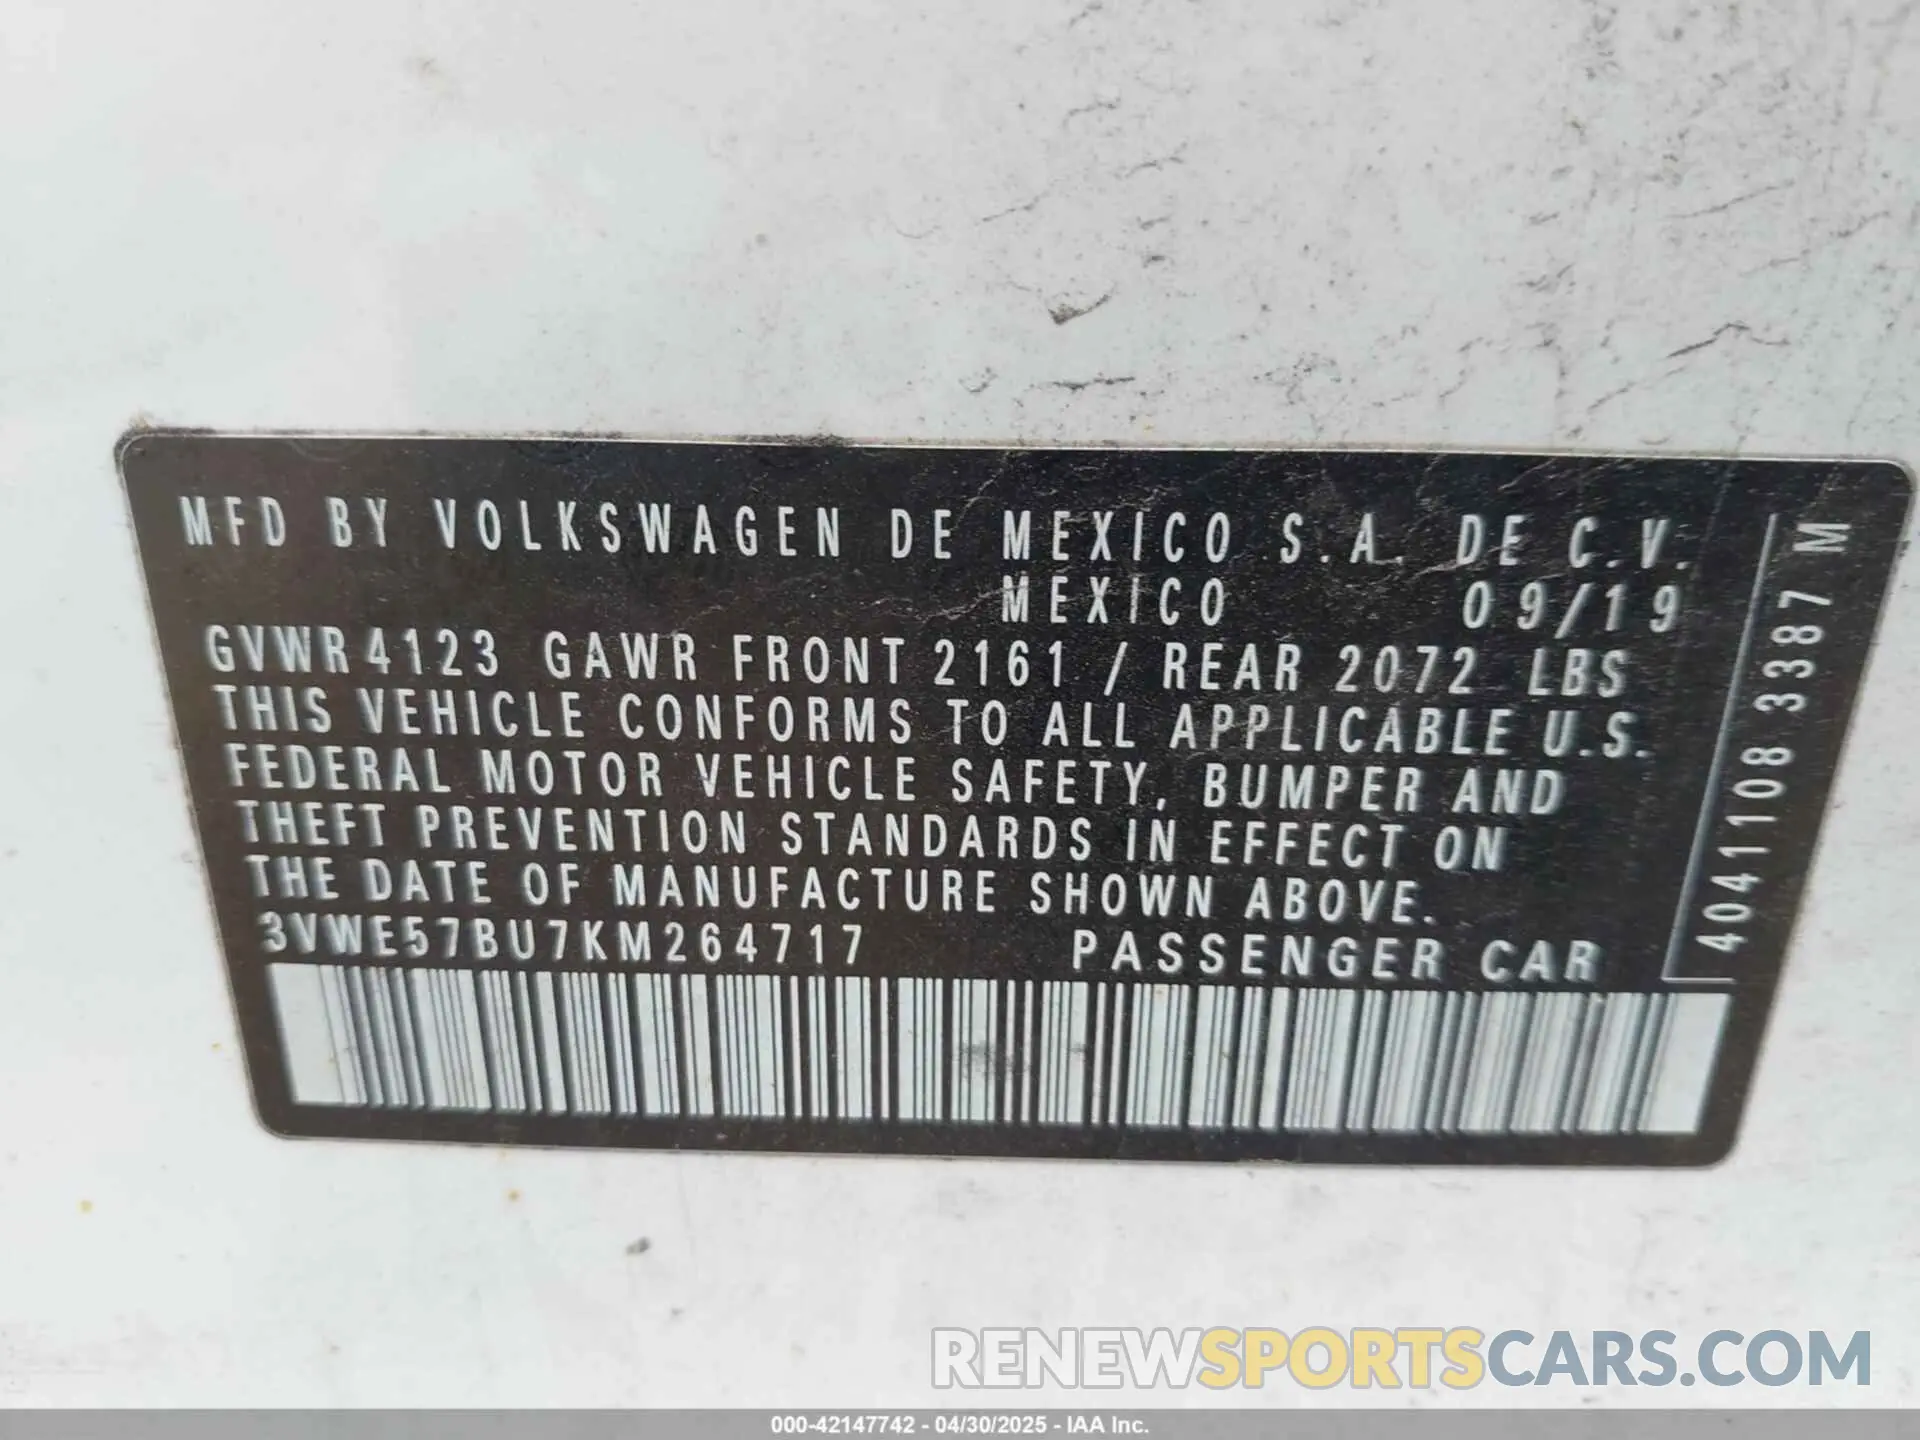 MFD BY VOLKSWAGEN DE MEXICO S.A. DE C.V.
MEXICO 09/19
GVWR 4123 GAWR FRONT 2161 / REAR 2072 LBS
THIS VEHICLE CONFORMS TO ALL APPLICABLE U.S.
FEDERAL MOTOR VEHICLE SAFETY, BUMPER AND
THEFT PREVENTION STANDARDS IN EFFECT ON
THE DATE OF MANUFACTURE SHOWN ABOVE.
3VWE57BU7KM264717 PASSENGER CAR
4041108 3387 M
RENEWSPORTSCARS.COM
000-42147742 - 04/30/2025 - IAA Inc.